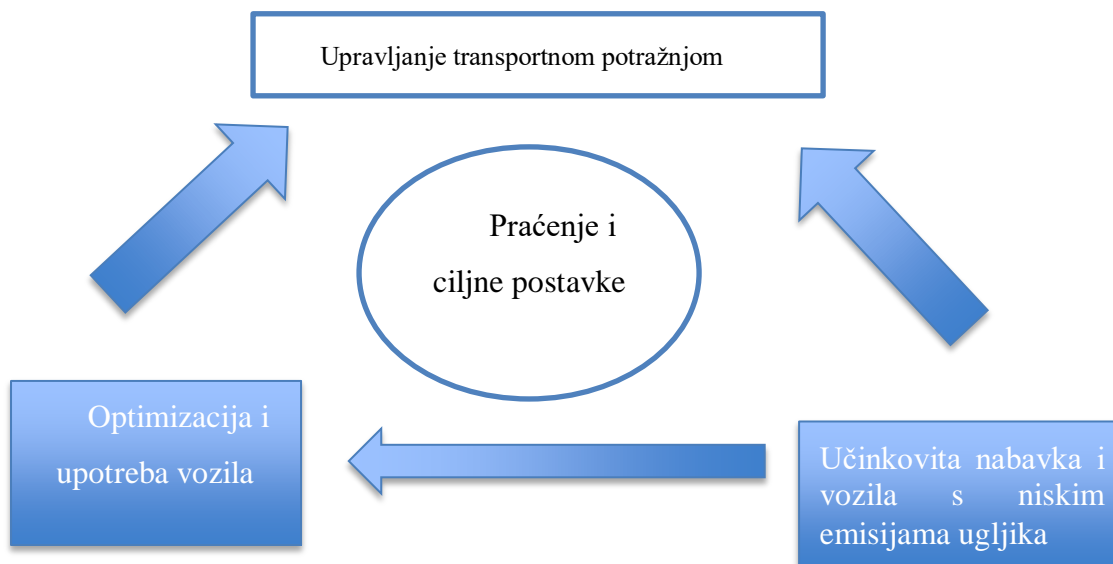 Upravljanje transportnom potražnjom
Praćenje i
ciljne postavke
Optimizacija i
upotreba vozila
Učinkovita nabavka i
vozila s niskim
emisijama ugljika